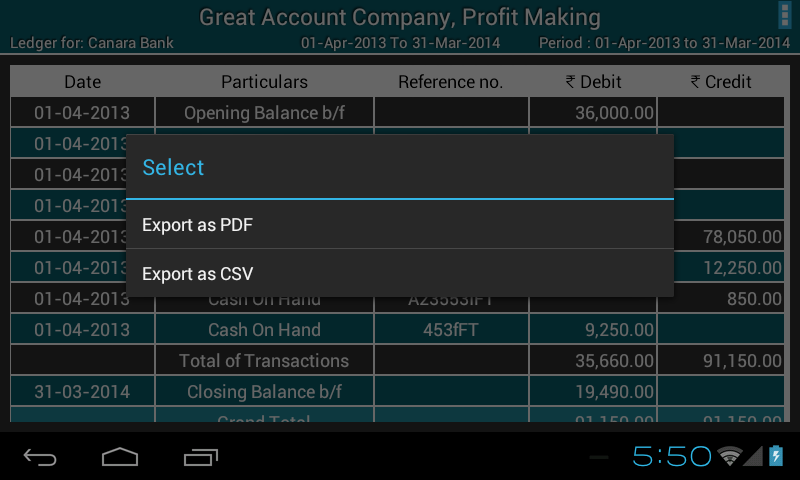 Great Account Company, Profit Making
Ledger for: Canara Bank 01-Apr-2013 To 31-Mar-2014 Period : 01-Apr-2013 to 31-Mar-2014
Date Particulars Reference no. ₹ Debit ₹ Credit
01-04-2013 Opening Balance b/f 36,000.00
01-04-2013
01-04-2013
01-04-2013
Select
01-04-2013 78,050.00
Export as PDF
01-04-2013 12,250.00
Export as CSV
01-04-2013 Cash On Hand A23553IFT 850.00
01-04-2013 Cash On Hand 453fFT 9,250.00
Total of Transactions 35,660.00 91,150.00
31-03-2014 Closing Balance b/f 19,490.00
Grand Total 91,150.00 91,150.00
5:50